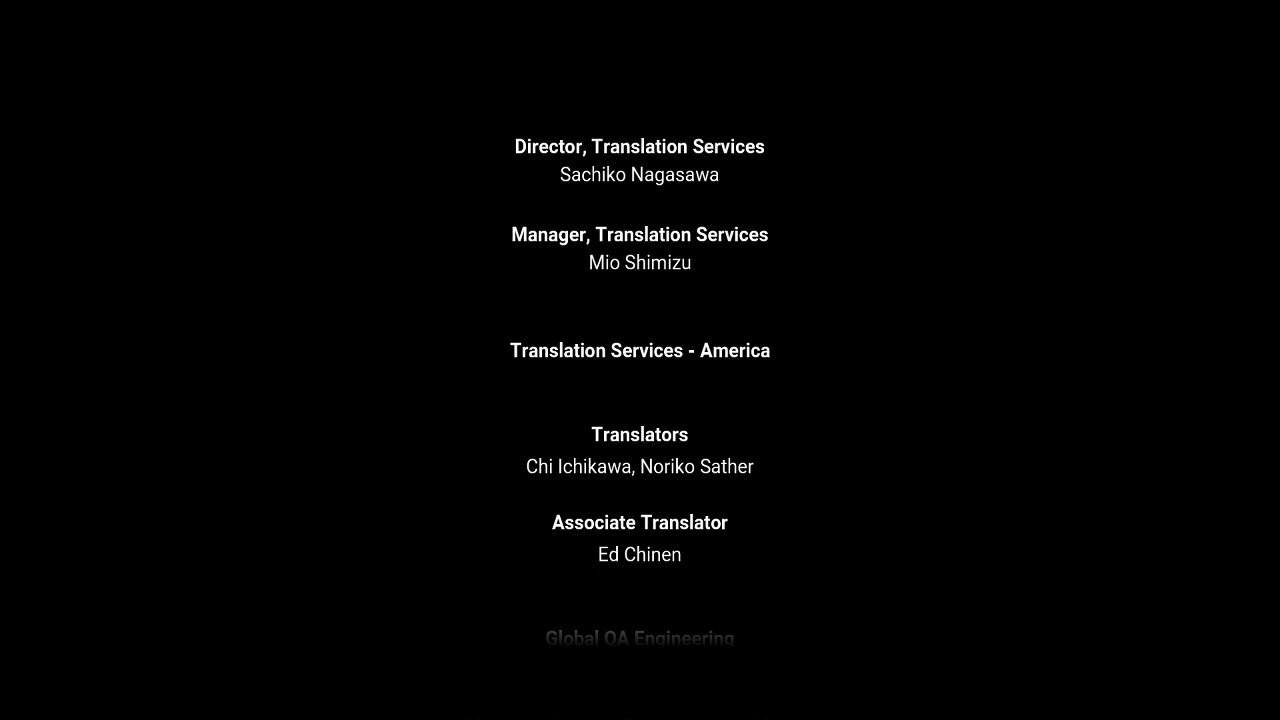 Director, Translation Services
Sachiko Nagasawa
Manager, Translation Services
Mio Shimizu
Translation Services - America
Translators
Chi Ichikawa, Noriko Sather
Associate Translator
Ed Chinen
Global QA Engineering